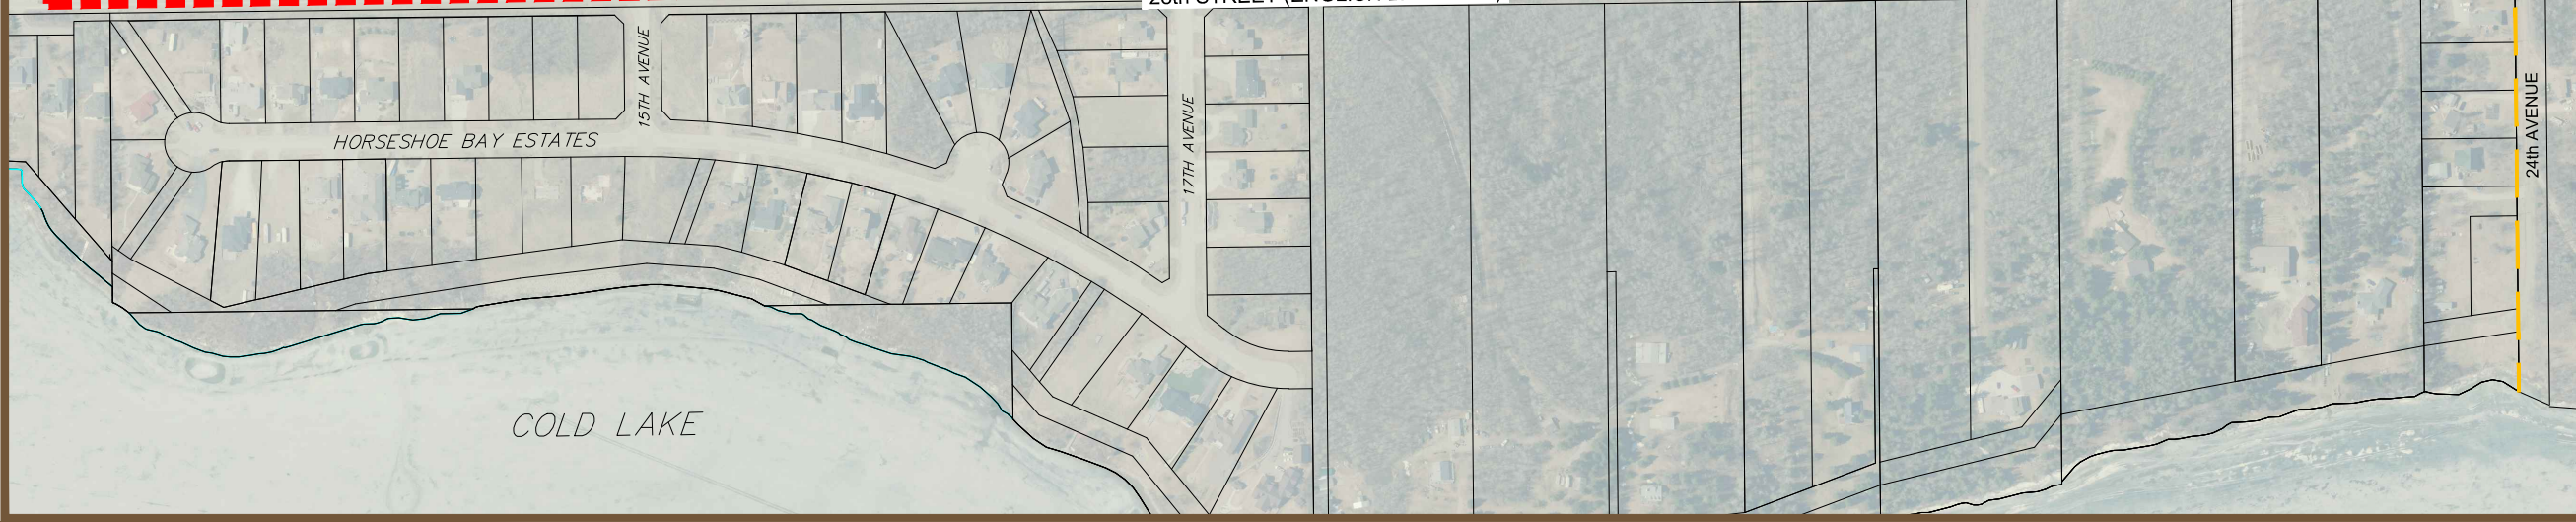 15TH AVENUE
17TH AVENUE
24th AVENUE
HORSESHOE BAY ESTATES
COLD LAKE